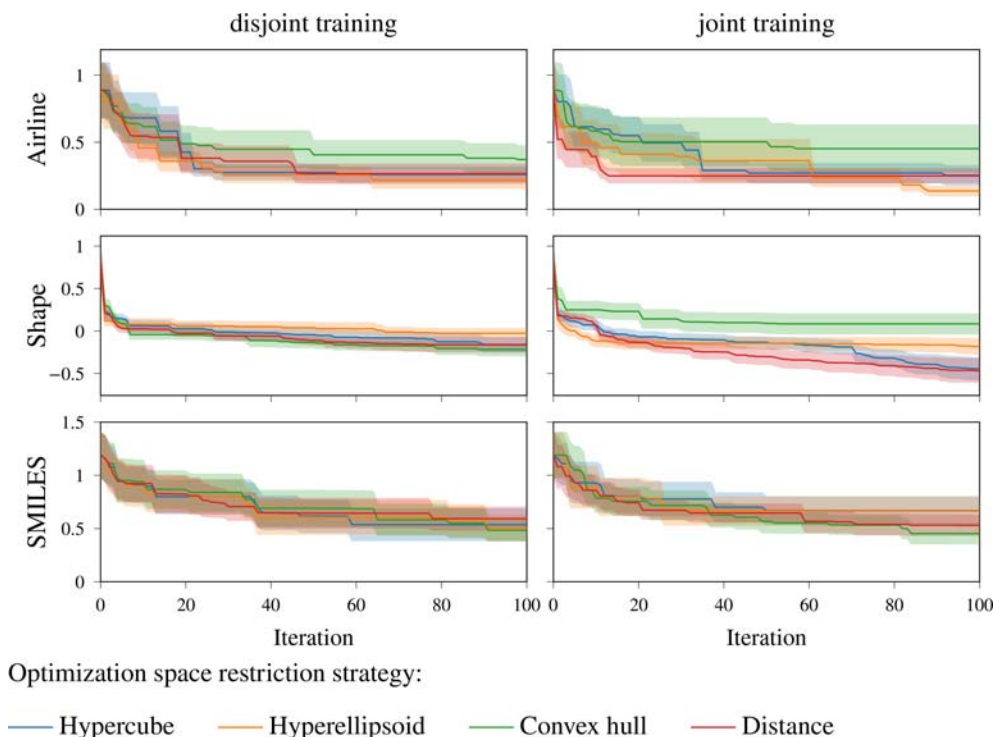 disjoint training
joint training
Airline
1
0.5
0
Shape
1
0.5
0
−0.5
SMILES
1.5
1
0.5
0
0 20 40 60 80 100
0 20 40 60 80 100
Iteration
Iteration
Optimization space restriction strategy:
Hypercube Hyperellipsoid Convex hull Distance